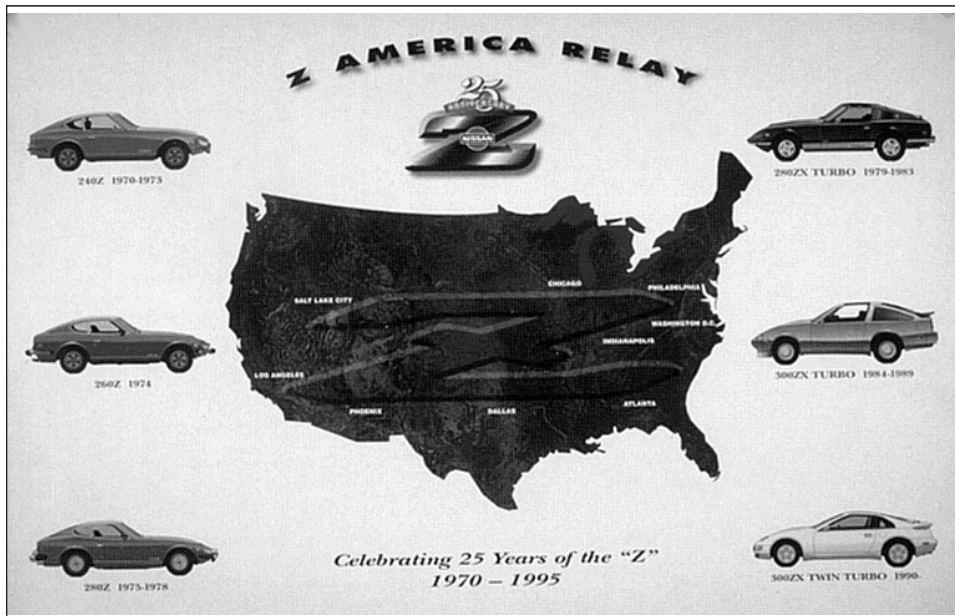 Z AMERICA RELAY
25
Z
NISSAN
240Z 1970-1973
280ZX TURBO 1979-1983
CHICAGO
PHILADELPHIA
SALT LAKE CITY
WASHINGTON D.C.
INDIANAPOLIS
260Z 1974
LOS ANGELES
300ZX TURBO 1984-1989
PHOENIX
DALLAS
ATLANTA
280Z 1975-1978
Celebrating 25 Years of the “Z”
1970 – 1995
300ZX TWIN TURBO 1990-